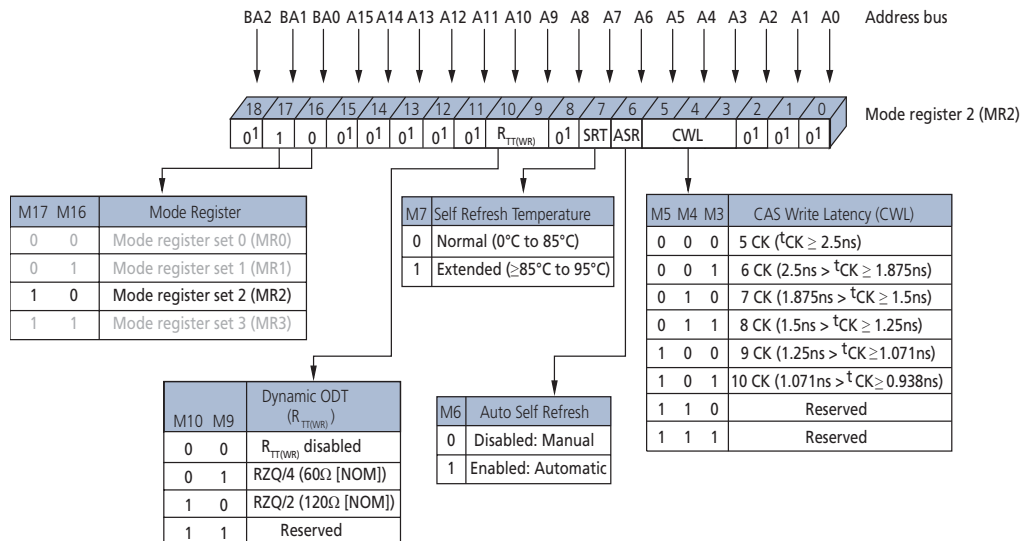 BA2 BA1 BA0 A15 A14 A13 A12 A11 A10 A9 A8 A7 A6 A5 A4 A3 A2 A1 A0 Address bus
18 17 16 15 14 13 12 11 10 9 8 7 6 5 4 3 2 1 0 Mode register 2 (MR2)
0¹ 1 0 0¹ 0¹ 0¹ 0¹ 0¹ RTT(WR) 0¹ SRT ASR CWL 0¹ 0¹ 0¹
M17 M16 Mode Register
0 0 Mode register set 0 (MR0)
0 1 Mode register set 1 (MR1)
1 0 Mode register set 2 (MR2)
1 1 Mode register set 3 (MR3)
M7 Self Refresh Temperature
0 Normal (0°C to 85°C)
1 Extended (≥85°C to 95°C)
M5 M4 M3 CAS Write Latency (CWL)
0 0 0 5 CK (tCK ≥ 2.5ns)
0 0 1 6 CK (2.5ns > tCK ≥ 1.875ns)
0 1 0 7 CK (1.875ns > tCK ≥ 1.5ns)
0 1 1 8 CK (1.5ns > tCK ≥ 1.25ns)
1 0 0 9 CK (1.25ns > tCK ≥1.071ns)
1 0 1 10 CK (1.071ns > tCK≥ 0.938ns)
1 1 0 Reserved
1 1 1 Reserved
M10 M9 Dynamic ODT
(RTT(WR))
0 0 RTT(WR) disabled
0 1 RZQ/4 (60Ω [NOM])
1 0 RZQ/2 (120Ω [NOM])
1 1 Reserved
M6 Auto Self Refresh
0 Disabled: Manual
1 Enabled: Automatic